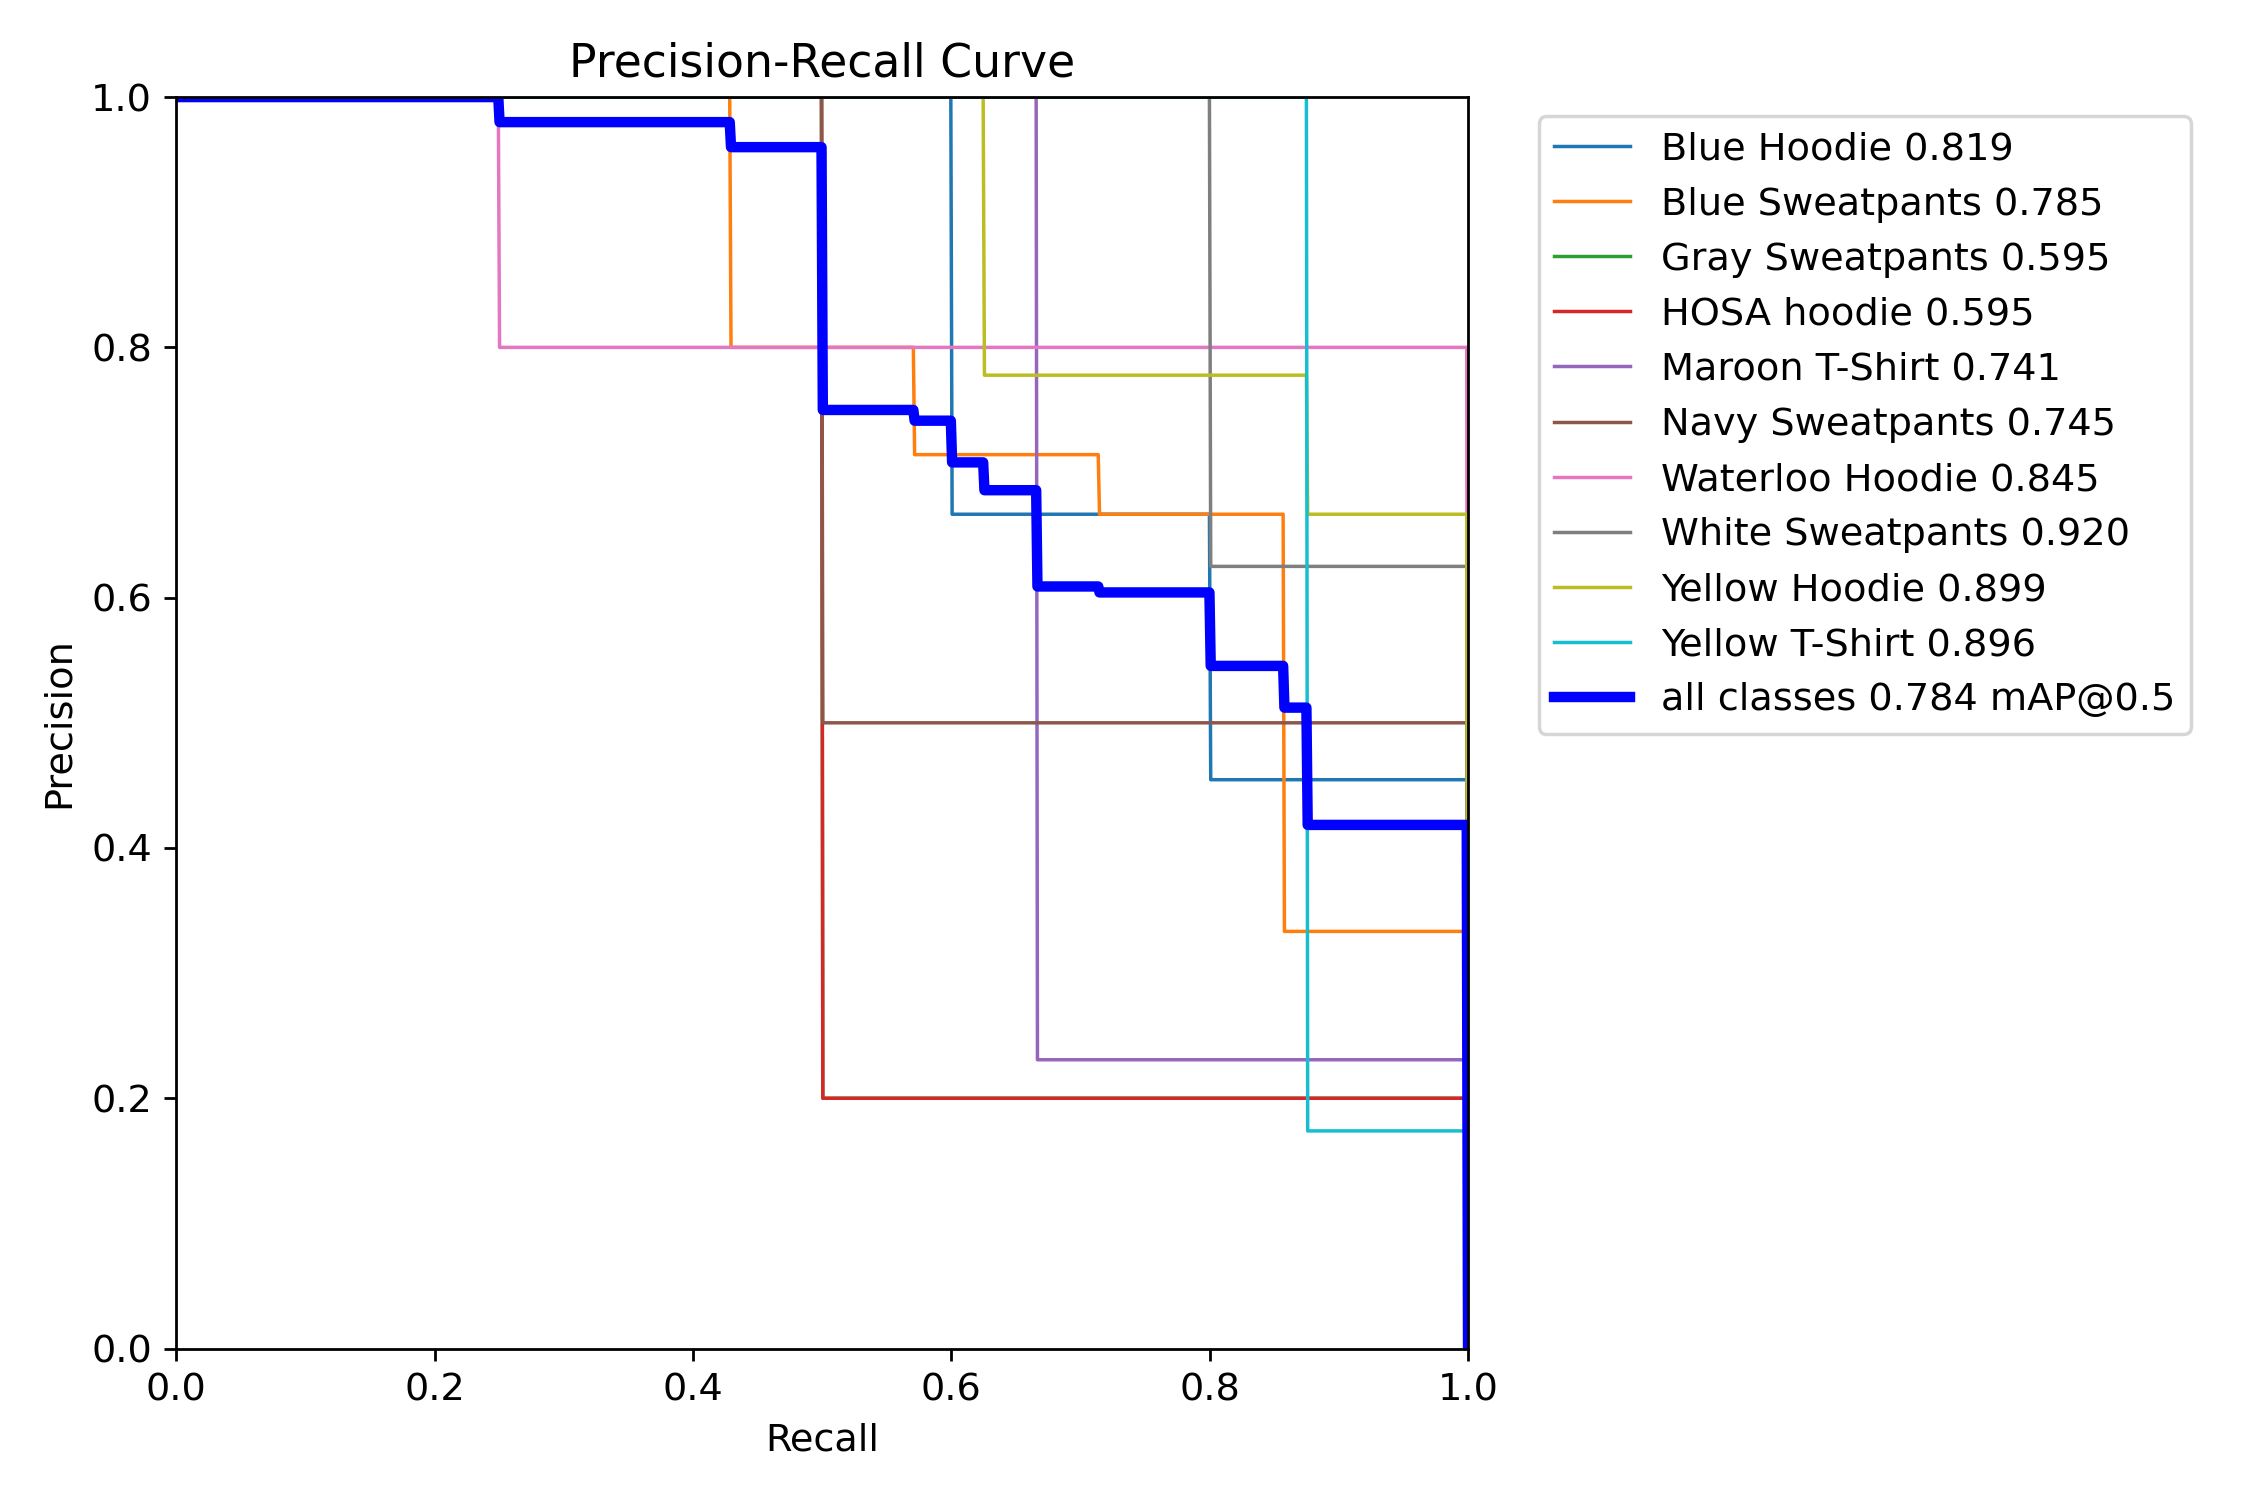 Precision-Recall Curve
1.0
0.8
0.6
0.4
0.2
0.0
Precision
0.0 0.2 0.4 0.6 0.8 1.0
Recall
Blue Hoodie 0.819
Blue Sweatpants 0.785
Gray Sweatpants 0.595
HOSA hoodie 0.595
Maroon T-Shirt 0.741
Navy Sweatpants 0.745
Waterloo Hoodie 0.845
White Sweatpants 0.920
Yellow Hoodie 0.899
Yellow T-Shirt 0.896
all classes 0.784 mAP@0.5